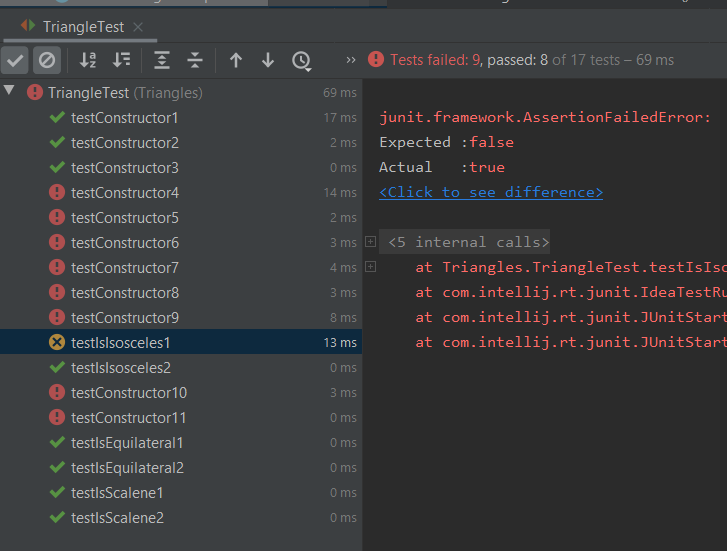 TriangleTest
Tests failed: 9, passed: 8 of 17 tests – 69 ms
TriangleTest (Triangles) 69 ms
testConstructor1 17 ms
testConstructor2 2 ms
testConstructor3 0 ms
testConstructor4 14 ms
testConstructor5 2 ms
testConstructor6 3 ms
testConstructor7 4 ms
testConstructor8 3 ms
testConstructor9 8 ms
testIsIsosceles1 13 ms
testIsIsosceles2 0 ms
testConstructor10 3 ms
testConstructor11 0 ms
testIsEquilateral1 0 ms
testIsEquilateral2 0 ms
testIsScalene1 0 ms
testIsScalene2 0 ms
junit.framework.AssertionFailedError:
Expected :false
Actual :true
<Click to see difference>
<5 internal calls>
at Triangles.TriangleTest.testIsIso
at com.intellij.rt.junit.IdeaTestRu
at com.intellij.rt.junit.JUnitStart
at com.intellij.rt.junit.JUnitStart